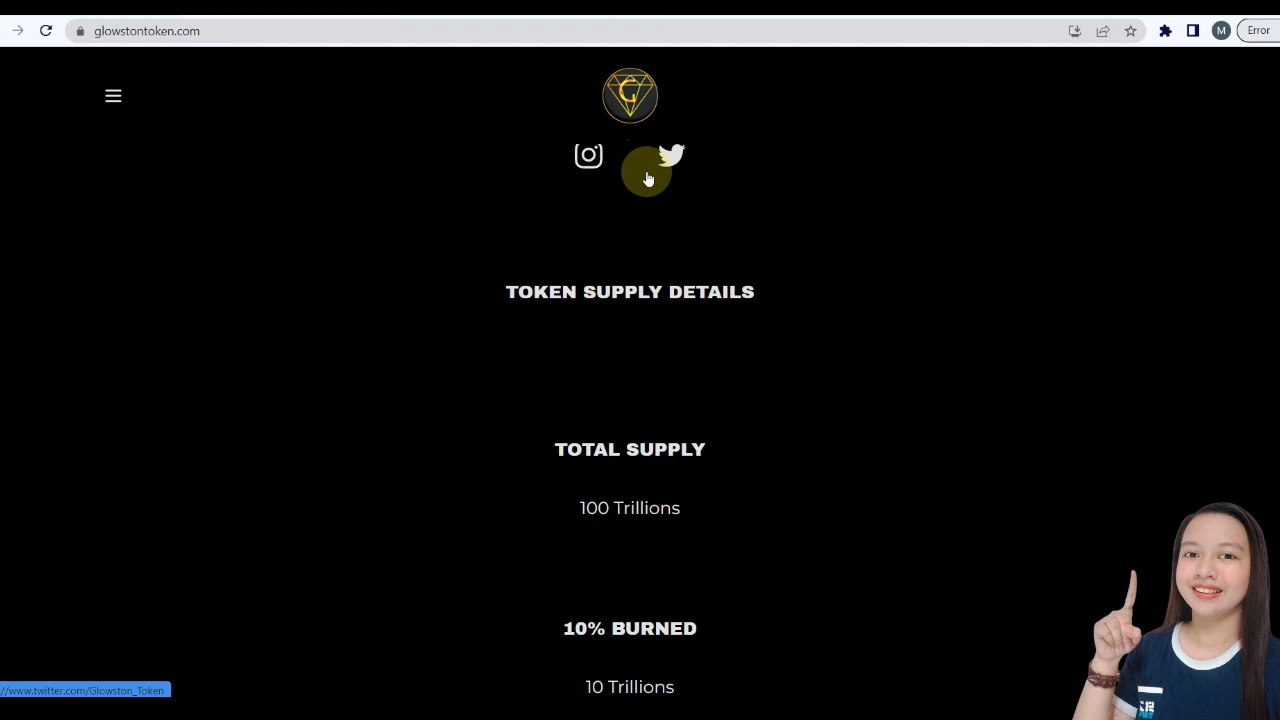 glowstontoken.com
M
Error
G
TOKEN SUPPLY DETAILS
TOTAL SUPPLY
100 Trillions
10% BURNED
10 Trillions
//www.twitter.com/Glowston_Token